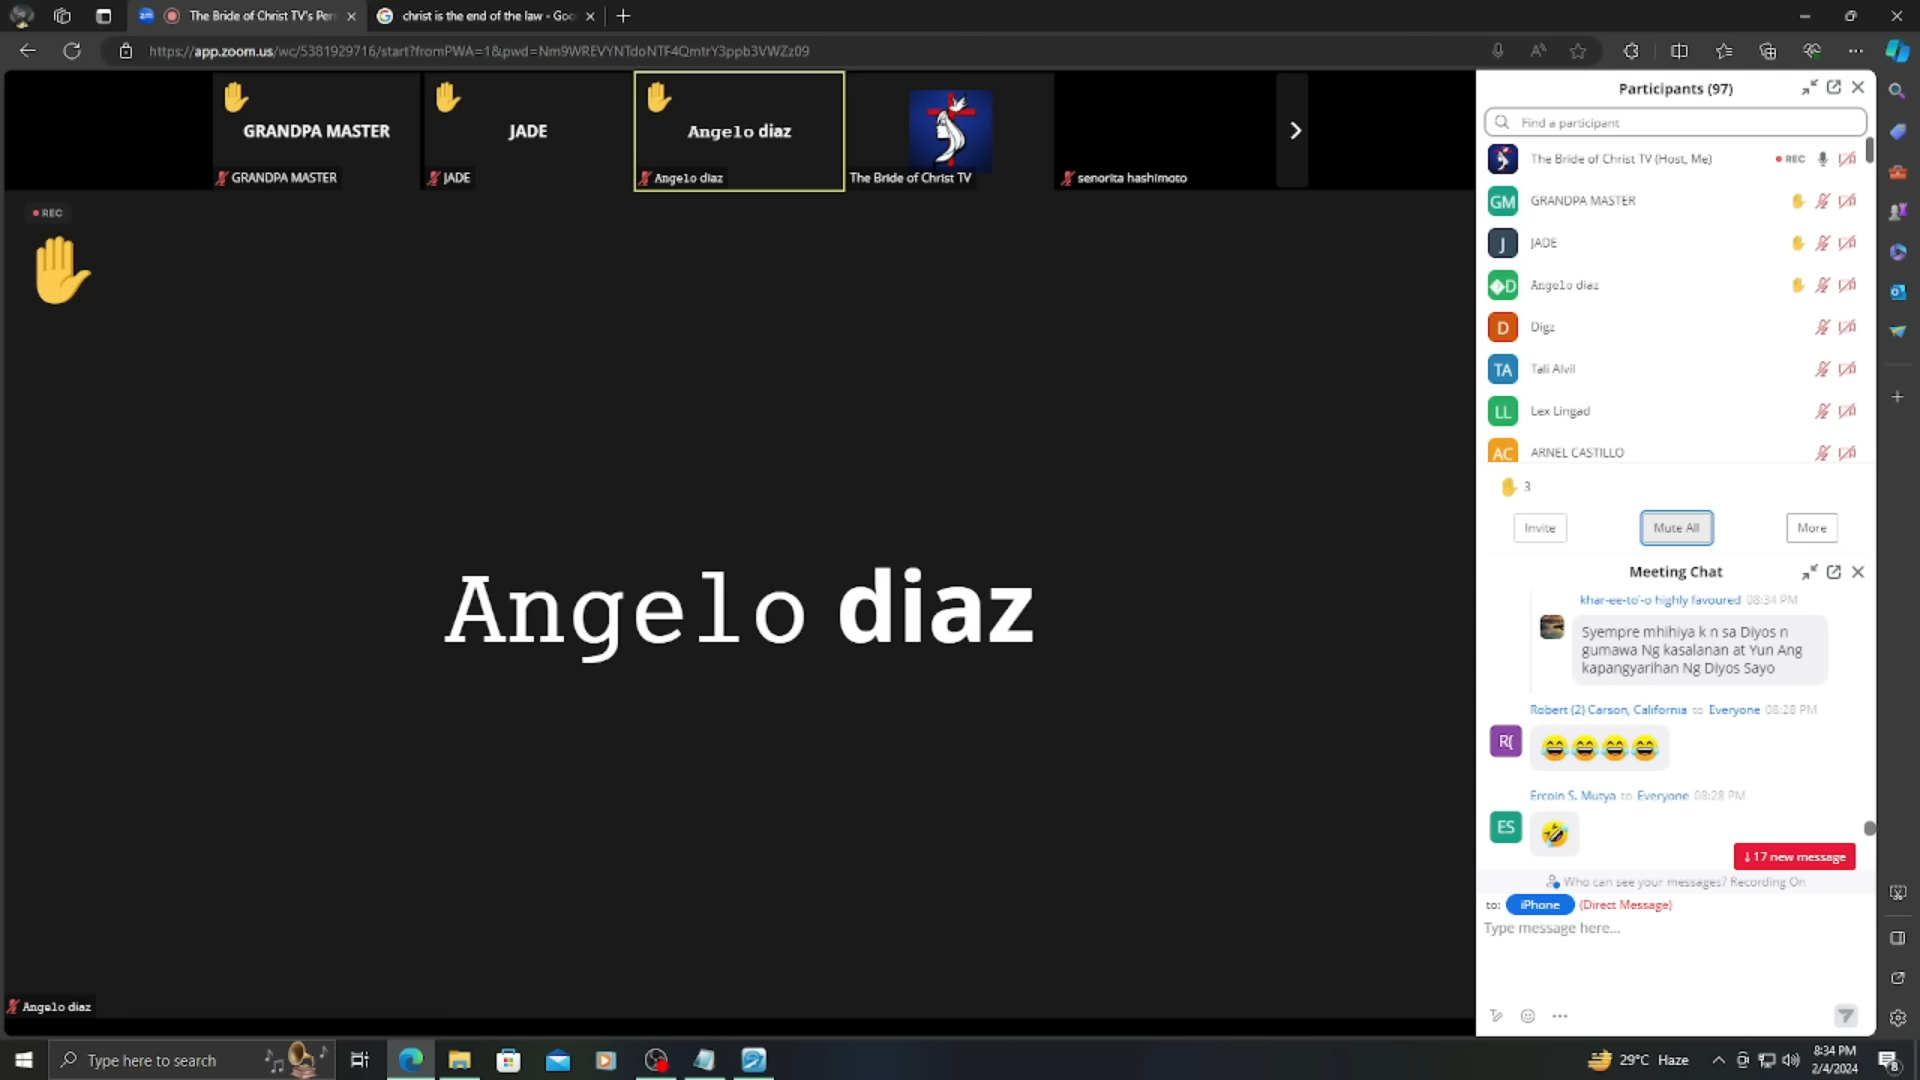 The Bride of Christ TV's Per
christ is the end of the law - Goo
https://app.zoom.us/wc/5381929716/start?fromPWA=1&pwd=Nm9WREVYNTdoNTF4QmtrY3ppb3VWZz09
GRANDPA MASTER
JADE
Angelo diaz
GRANDPA MASTER
JADE
Angelo diaz
The Bride of Christ TV
senorita hashimoto
REC
Angelo diaz
Angelo diaz
Participants (97)
Find a participant
The Bride of Christ TV (Host, Me)
REC
GM
GRANDPA MASTER
J
JADE
�D
Angelo diaz
D
Digz
TA
Tali Alvil
LL
Lex Lingad
AC
ARNEL CASTILLO
3
Invite
Mute All
More
Meeting Chat
khar-ee-to'-o highly favoured 08:34 PM
Syempre mhihiya k n sa Diyos n
gumawa Ng kasalanan at Yun Ang
kapangyarihan Ng Diyos Sayo
Robert (2) Carson, California to Everyone 08:28 PM
R(
😄😄😄😄
Ercoin S. Mutya to Everyone 08:28 PM
ES
🤣
↓17 new message
Who can see your messages? Recording On
to: iPhone (Direct Message)
Type message here...
Type here to search
29°C Haze
8:34 PM
2/4/2024
8